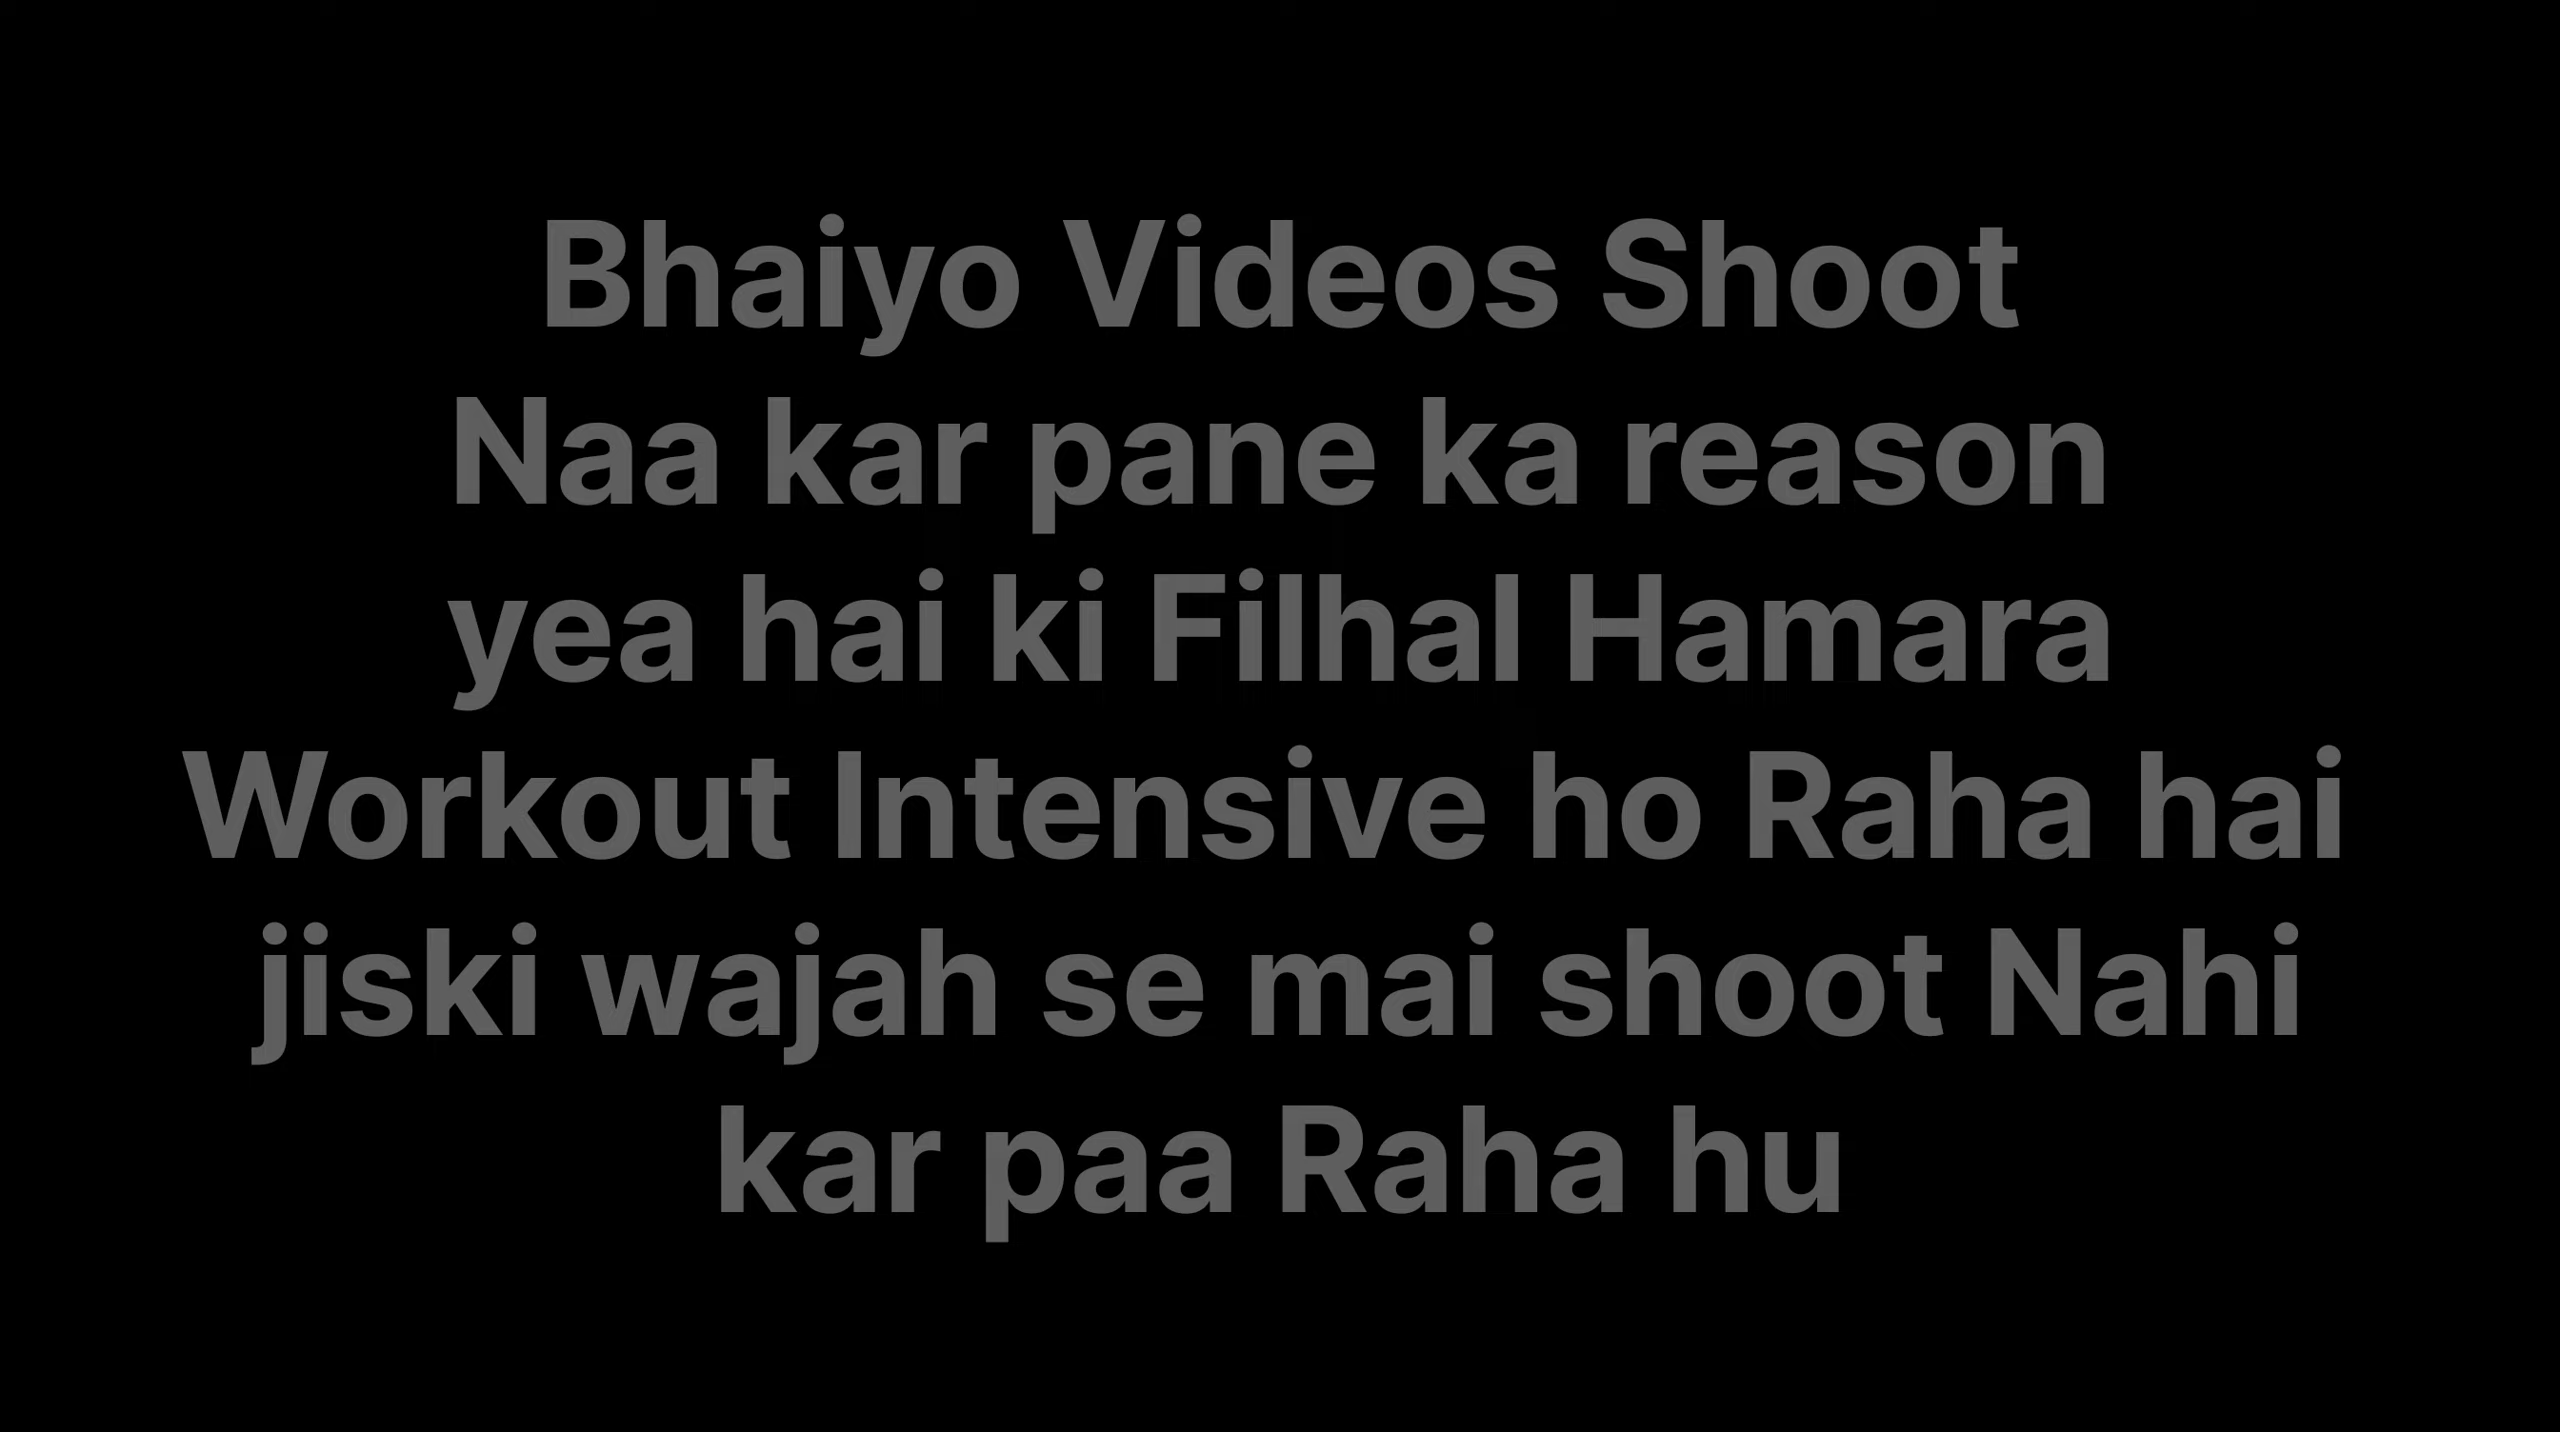 Bhaiyo Videos Shoot
Naa kar pane ka reason
yea hai ki Filhal Hamara
Workout Intensive ho Raha hai
jiski wajah se mai shoot Nahi
kar paa Raha hu